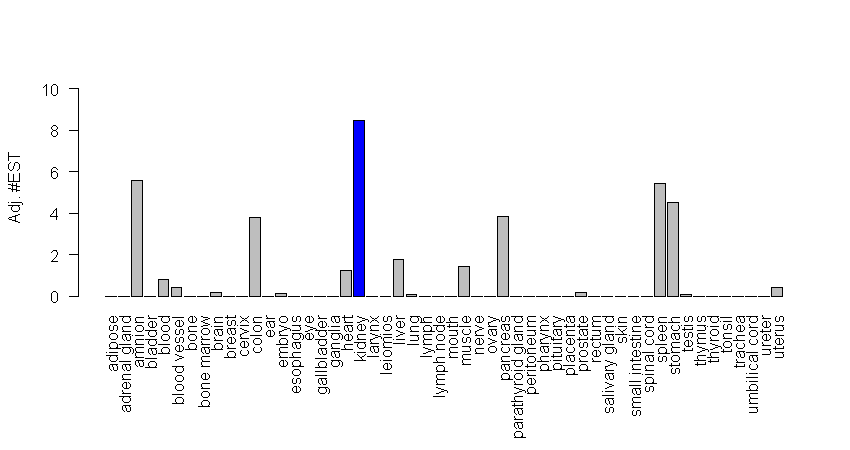 10
8
6
4
2
0
Adj. #EST
adipose
adrenal gland
amnion
bladder
blood
blood vessel
bone
bone marrow
brain
breast
cervix
colon
ear
embryo
esophagus
eye
gallbladder
ganglia
heart
kidney
larynx
leiomios
liver
lung
lymph
lymph node
mouth
muscle
nerve
ovary
pancreas
parathyroid gland
peritoneum
pharynx
pituitary
placenta
prostate
rectum
salivary gland
skin
small intestine
spinal cord
spleen
stomach
testis
thymus
thyroid
tonsil
trachea
umbilical cord
ureter
uterus